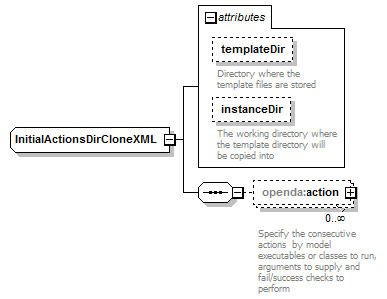 attributes
templateDir
Directory where the
template files are stored
instanceDir
The working directory where
the template directory will
be copied into
InitialActionsDirCloneXML
openda:action
0..∞
Specify the consecutive
actions  by model
executables or classes to run,
arguments to supply and
fail/success checks to
perform